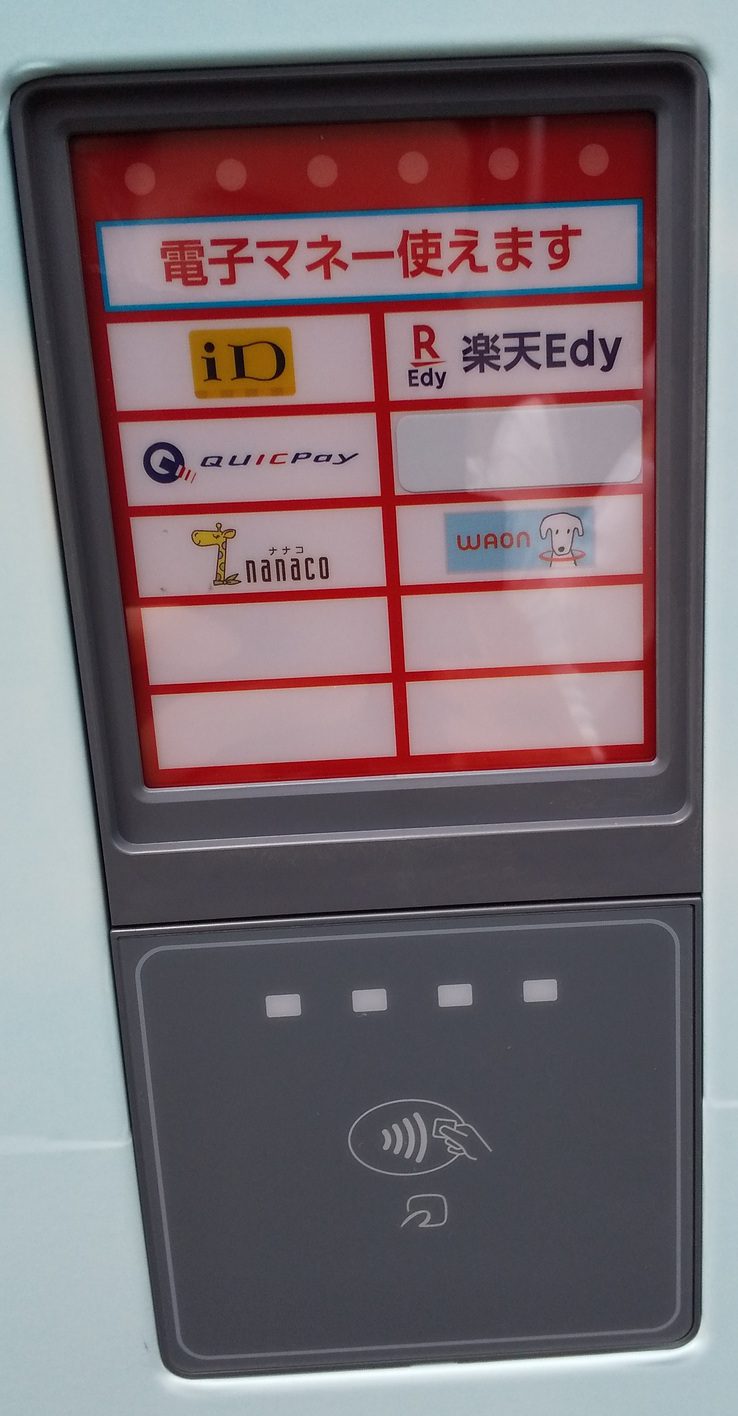 電子マネー使えます
iD
R Edy 楽天Edy
QUICPay
ナナコ
nanaco
WAON